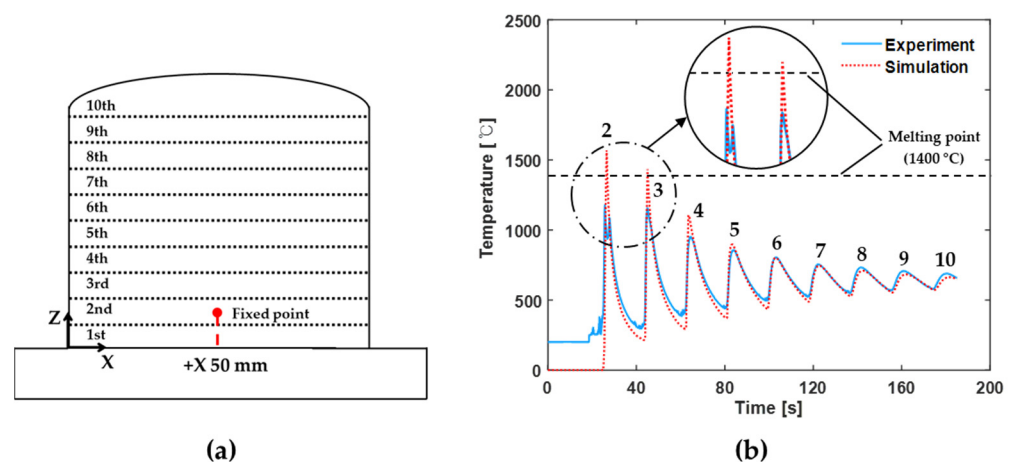 10th
9th
8th
7th
6th
5th
4th
3rd
2nd
1st
Fixed point
Z
X
+X 50 mm
(a)
2500
2000
1500
1000
500
0
Temperature[℃]
Experiment
Simulation
Melting point
(1400 °C)
2
3
4
5
6
7
8
9
10
0
40
80
120
160
200
Time [s]
(b)